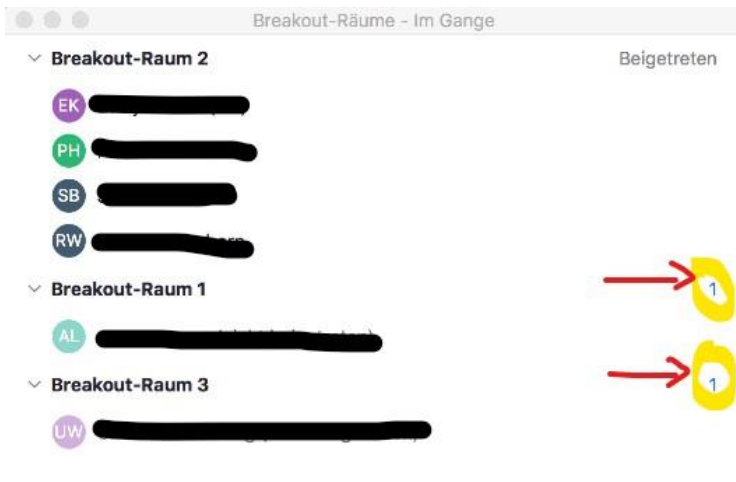 Breakout-Räume - Im Gange
Breakout-Raum 2 Beigetreten
EK
PH
SB
RW
Breakout-Raum 1 1
AL
Breakout-Raum 3 1
UW